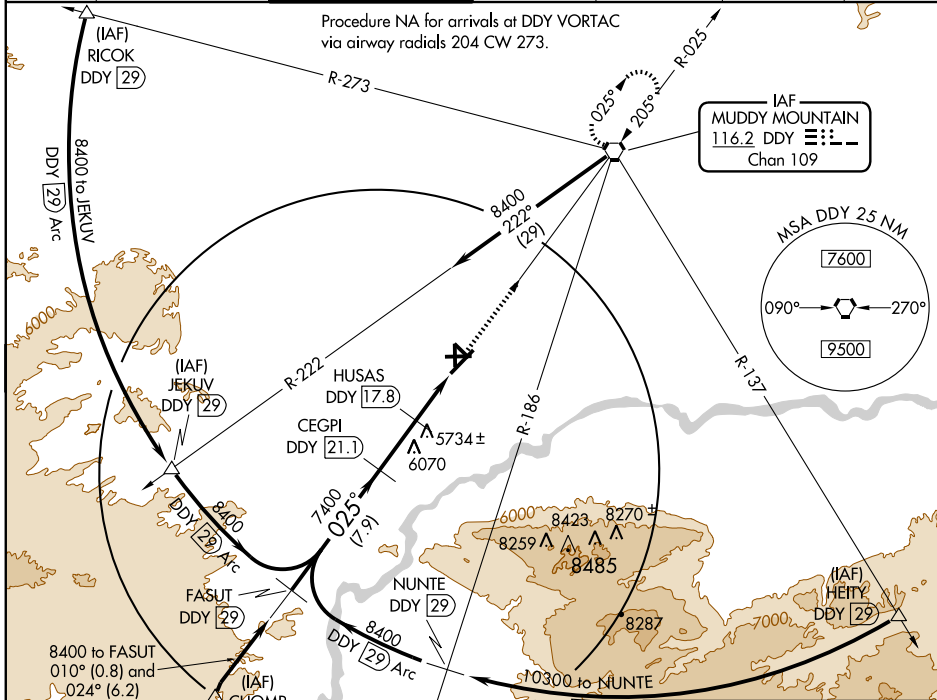 Procedure NA for arrivals at DDY VORTAC
via airway radials 204 CW 273.
(IAF)
RICOK
DDY 29
R-273
R-025
025°
205°
IAF
MUDDY MOUNTAIN
116.2 DDY
Chan 109
8400 to JEKUV
DDY 29 Arc
8400
222°
(29)
MSA DDY 25 NM
7600
090°
270°
9500
6000
(IAF)
JEKUV
DDY 29
R-222
HUSAS
DDY 17.8
R-186
R-137
CEGPI
DDY 21.1
5734±
6070
7400
025°
(7.9)
8400
DDY 29 Arc
6000
8423
8270±
8259
8485
FASUT
DDY 29
NUNTE
DDY 29
(IAF)
HEITY
DDY 29
8287
7000
8400
DDY 29 Arc
8400 to FASUT
010° (0.8) and
024° (6.2)
(IAF)
10300 to NUNTE